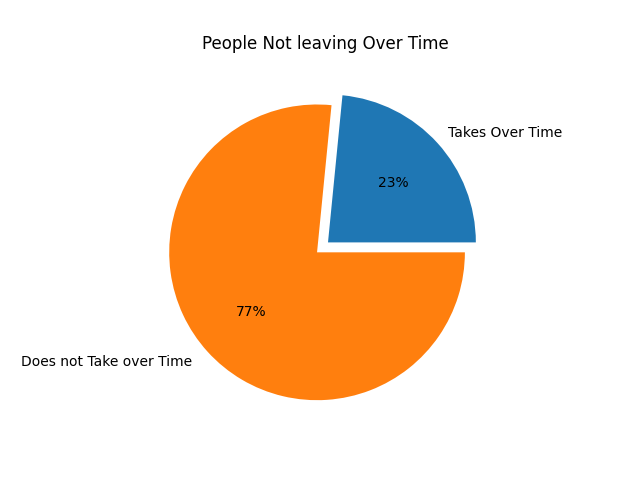 People Not leaving Over Time
Takes Over Time
23%
77%
Does not Take over Time